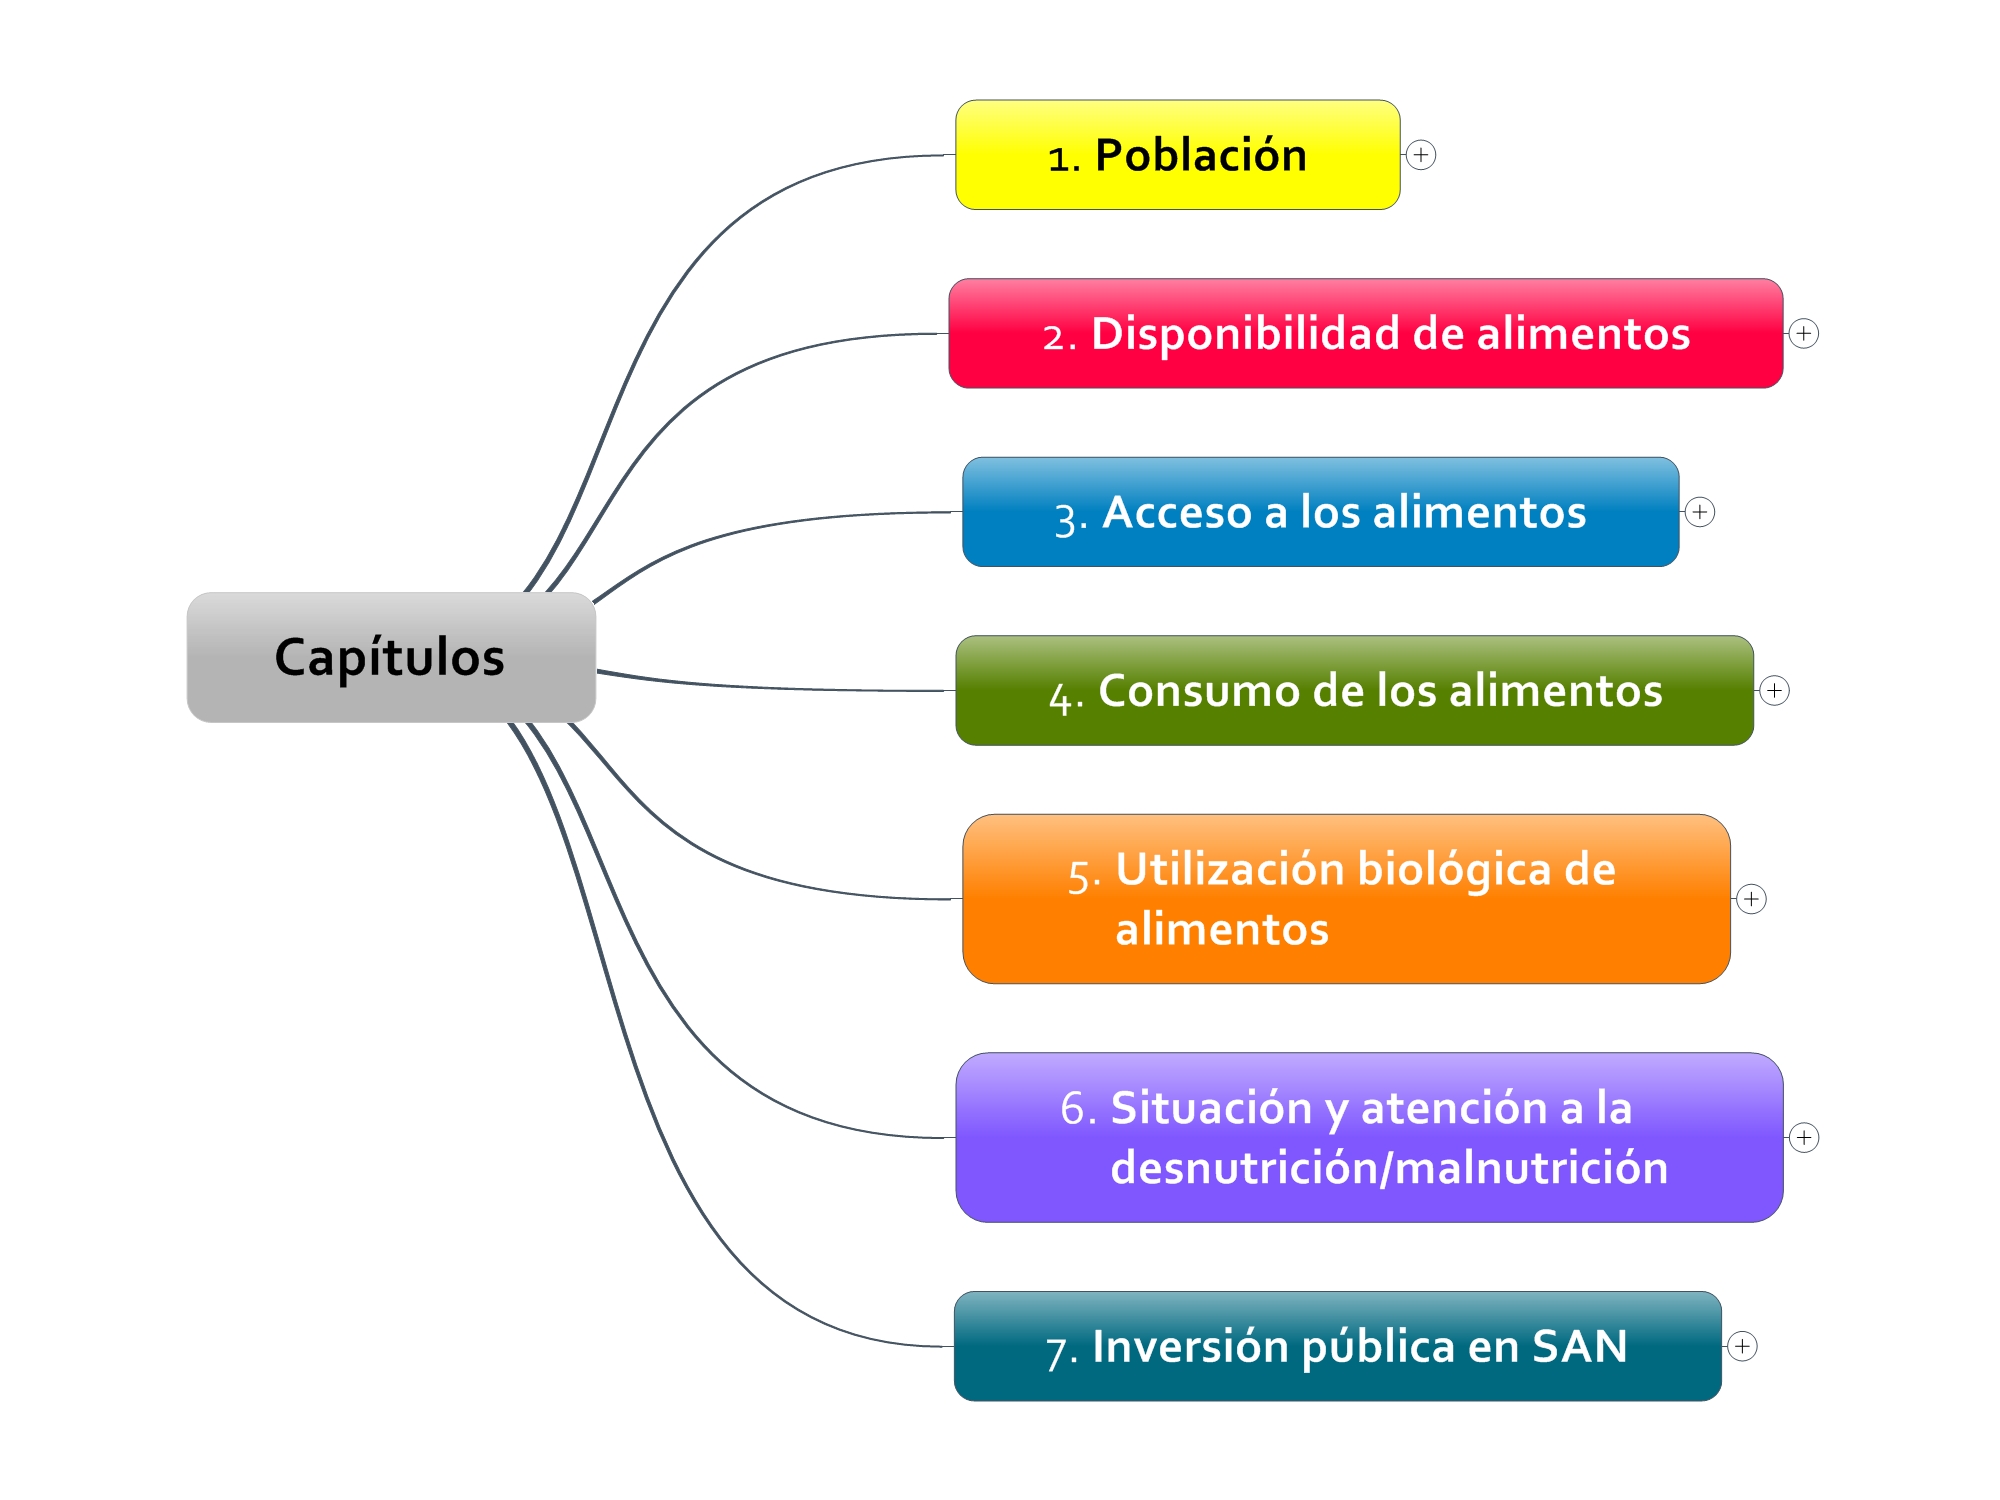 1. Población
2. Disponibilidad de alimentos
3. Acceso a los alimentos
Capítulos
4. Consumo de los alimentos
5. Utilización biológica de
alimentos
6. Situación y atención a la
desnutrición/malnutrición
7. Inversión pública en SAN